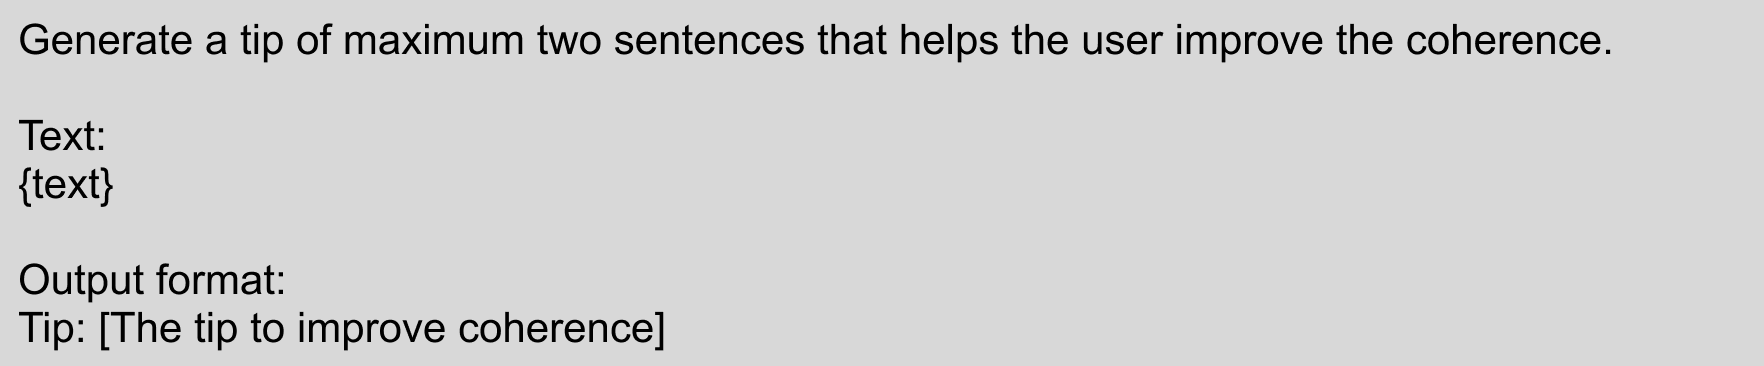 Generate a tip of maximum two sentences that helps the user improve the coherence.
Text:
{text}
Output format:
Tip: [The tip to improve coherence]